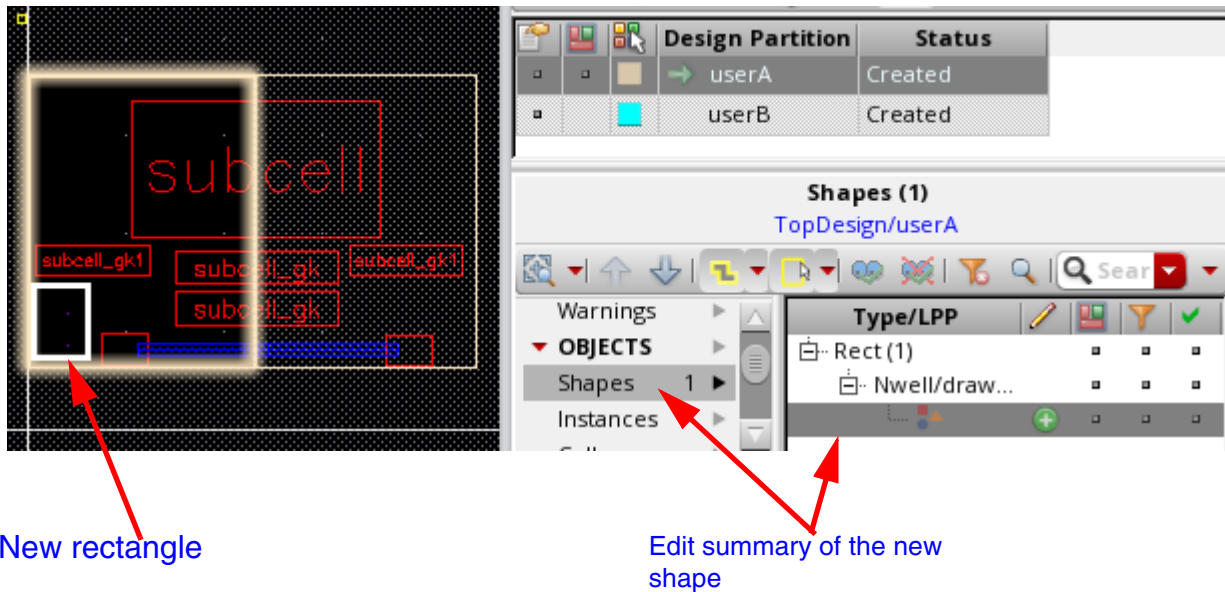 Design Partition Status
userA Created
userB Created
subcell
subcell_gk1
subcell_gk
subcell_gk1
subcell_gk
Shapes (1)
TopDesign/userA
Sear
Warnings
OBJECTS
Shapes 1
Instances
Type/LPP
Rect (1)
Nwell/draw...
New rectangle
Edit summary of the new
shape